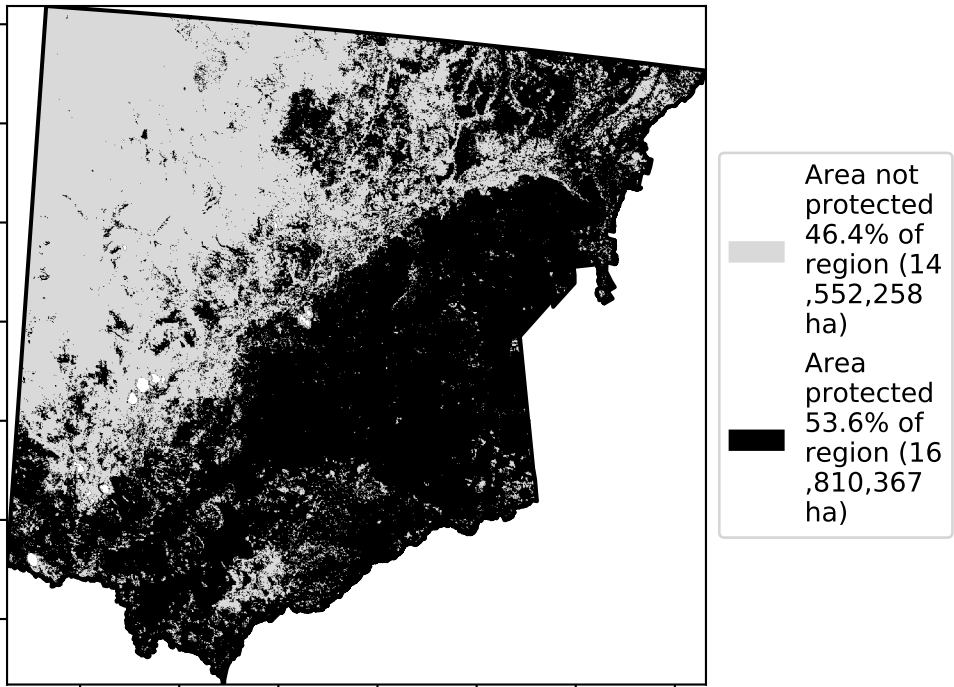 Area not
protected
46.4% of
region (14
,552,258
ha)
Area
protected
53.6% of
region (16
,810,367
ha)